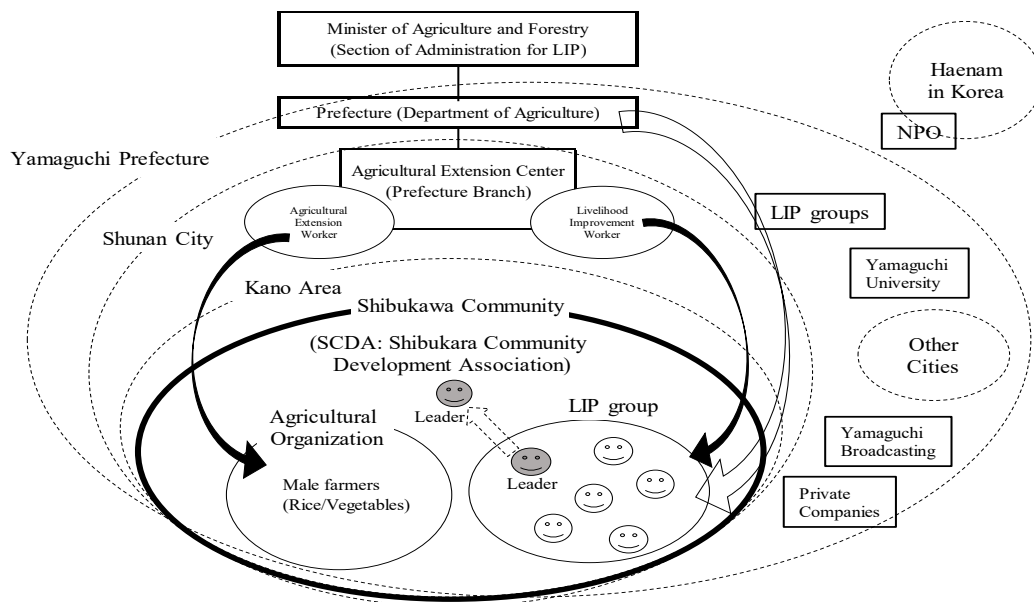 Minister of Agriculture and Forestry
(Section of Administration for LIP)
Haenam
in Korea
Prefecture (Department of Agriculture)
NPO
Yamaguchi Prefecture
Agricultural Extension Center
(Prefecture Branch)
Agricultural
Extension
Worker
Livelihood
Improvement
Worker
LIP groups
Shunan City
Yamaguchi
University
Kano Area
Shibukawa Community
(SCDA: Shibukara Community
Development Association)
Other
Cities
Leader
LIP group
Agricultural
Organization
Yamaguchi
Broadcasting
Leader
Male farmers
(Rice/Vegetables)
Private
Companies